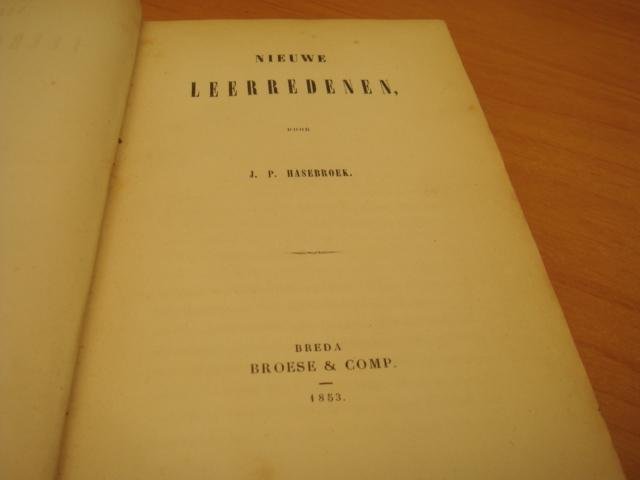 NIEUWE
LEERREDENEN,
DOOR
J. P. HASEBROEK.
BREDA
BROESE & COMP.
1853.